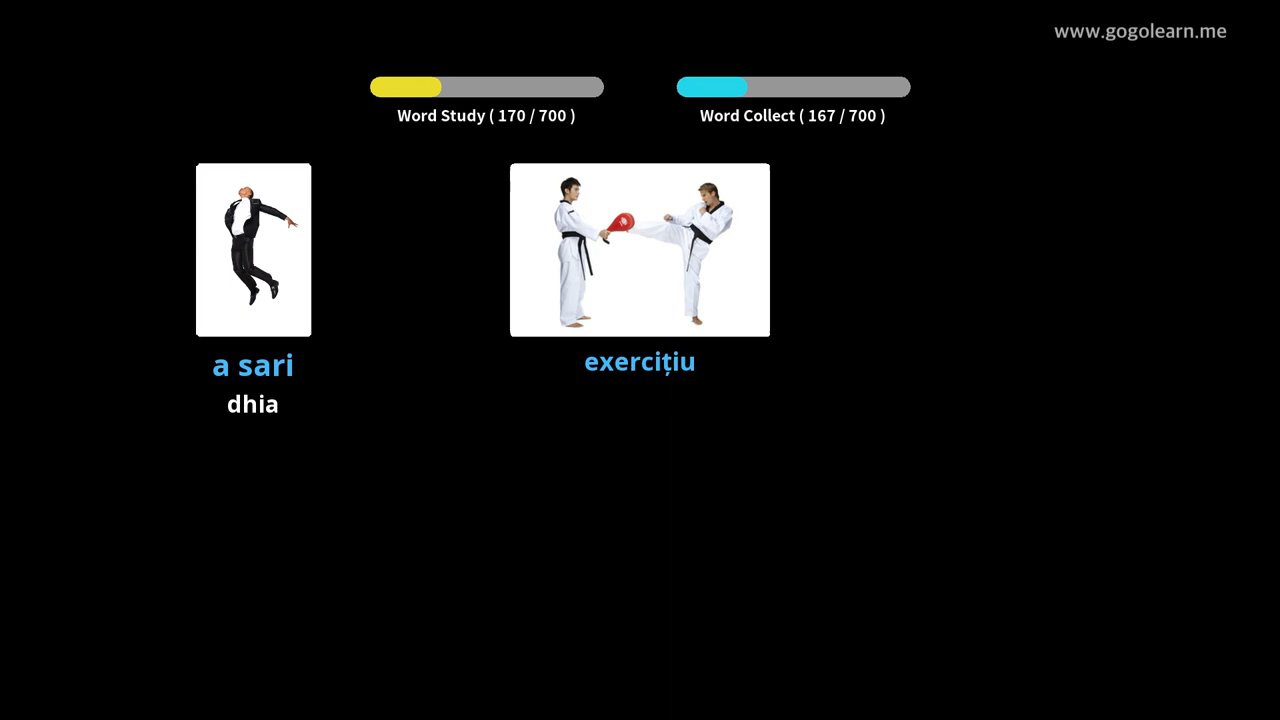 www.gogolearn.me
Word Study ( 170 / 700 )
Word Collect ( 167 / 700 )
a sari
dhia
exercițiu